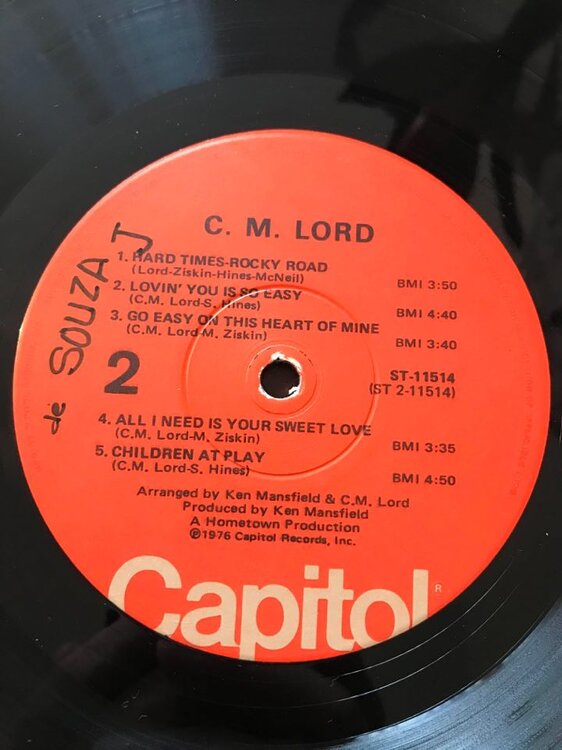 C. M. LORD
1. HARD TIMES-ROCKY ROAD
(Lord-Ziskin-Hines-McNeil)
BMI 3:50
2. LOVIN' YOU IS SO EASY
(C.M. Lord-S. Hines)
BMI 4:40
3. GO EASY ON THIS HEART OF MINE
(C.M. Lord-M. Ziskin)
BMI 3:40
de SOUZA J
2
ST-11514
(ST 2-11514)
4. ALL I NEED IS YOUR SWEET LOVE
(C.M. Lord-M. Ziskin)
BMI 3:35
5. CHILDREN AT PLAY
(C.M. Lord-S. Hines)
BMI 4:50
Arranged by Ken Mansfield & C.M. Lord
Produced by Ken Mansfield
A Hometown Production
℗1976 Capitol Records, Inc.
Capitol
®